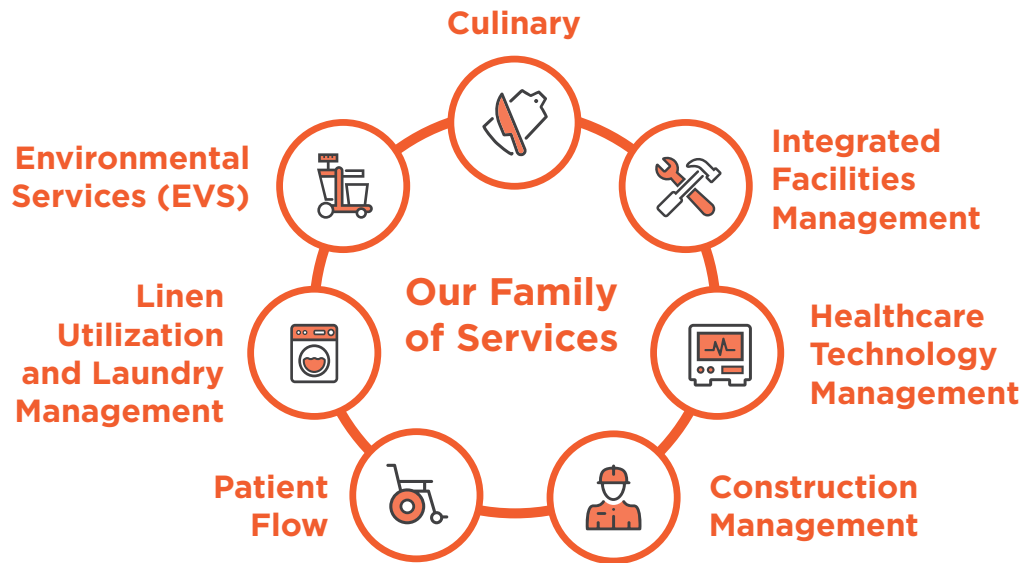 Culinary
Integrated
Facilities
Management
Healthcare
Technology
Management
Construction
Management
Patient
Flow
Linen
Utilization
and Laundry
Management
Environmental
Services (EVS)
Our Family
of Services